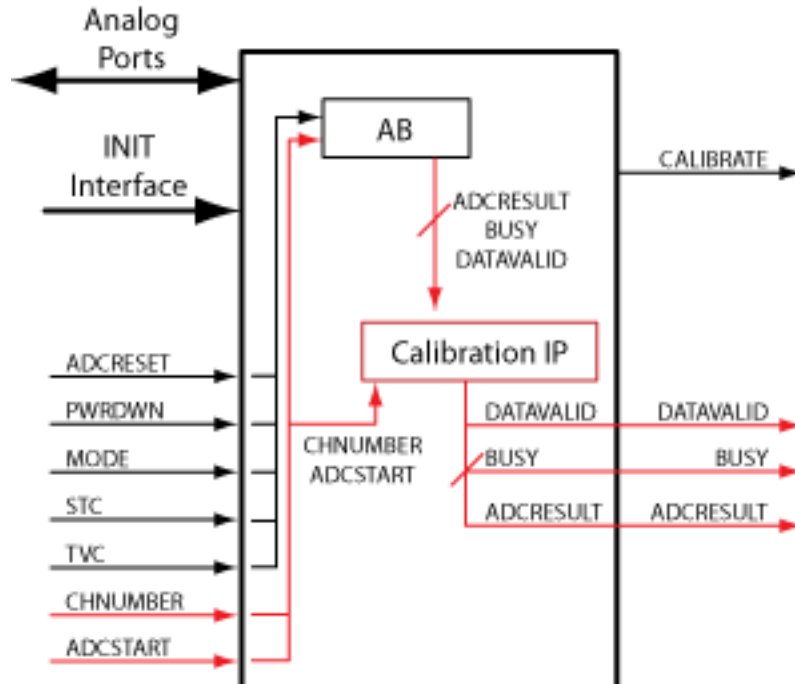 Analog
Ports
AB
INIT
Interface
CALIBRATE
ADCRESULT
BUSY
DATAVALID
Calibration IP
ADCRESET
PWRDWN
MODE
STC
TVC
CHNUMBER
ADCSTART
CHNUMBER
ADCSTART
DATAVALID
DATAVALID
BUSY
BUSY
ADCRESULT
ADCRESULT